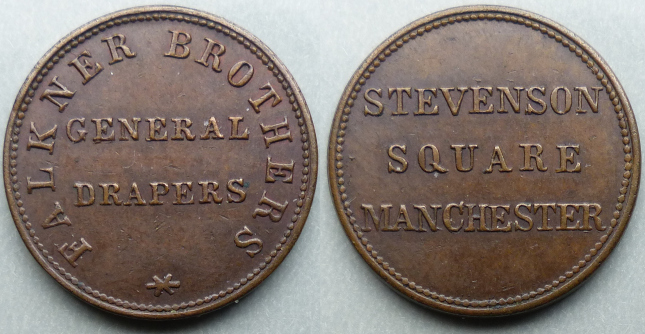 FALKNER BROTHERS
GENERAL
DRAPERS
STEVENSON
SQUARE
MANCHESTER